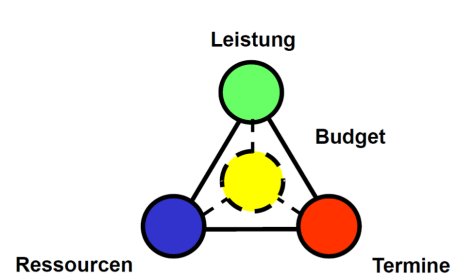 Leistung
Budget
Ressourcen
Termine